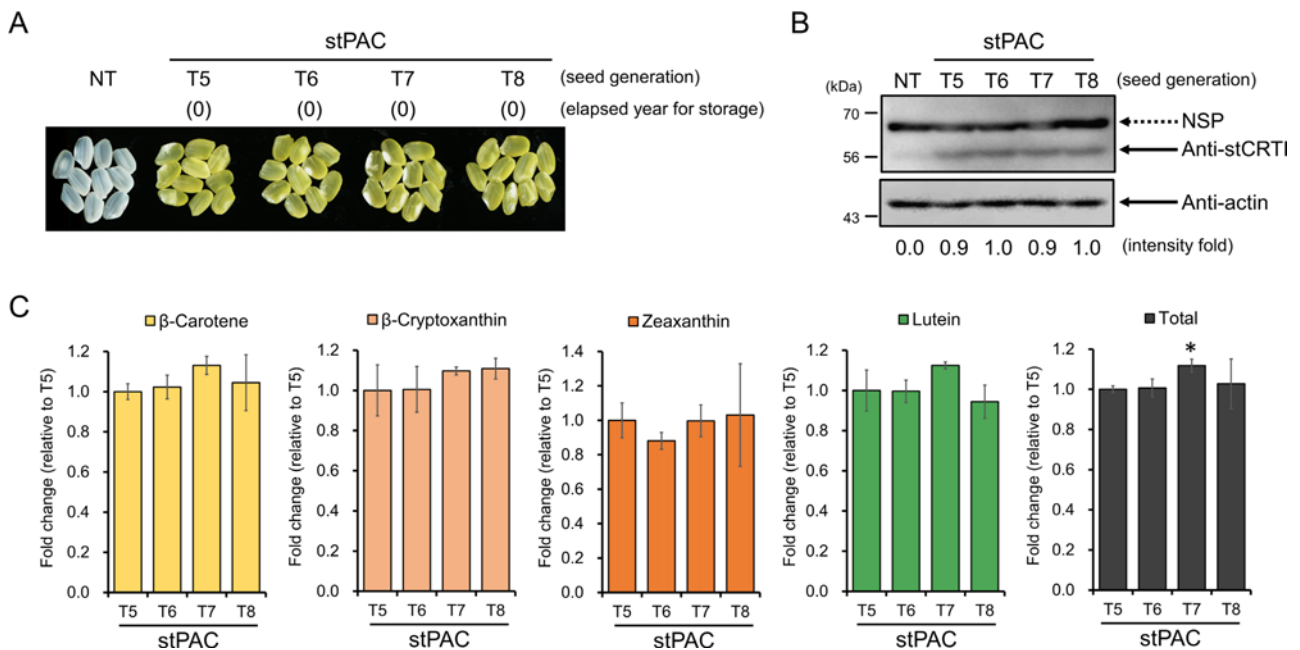 A
stPAC
NT T5 T6 T7 T8 (seed generation)
(0) (0) (0) (0) (elapsed year for storage)
B
stPAC
NT T5 T6 T7 T8 (seed generation)
(kDa)
70
NSP
56
Anti-stCRTI
Anti-actin
43
0.0 0.9 1.0 0.9 1.0 (intensity fold)
C
β-Carotene
Fold change (relative to T5)
1.2
1.0
0.8
0.6
0.4
0.2
0.0
T5 T6 T7 T8
stPAC
β-Cryptoxanthin
Fold change (relative to T5)
1.2
1.0
0.8
0.6
0.4
0.2
0.0
T5 T6 T7 T8
stPAC
Zeaxanthin
Fold change (relative to T5)
1.4
1.2
1.0
0.8
0.6
0.4
0.2
0.0
T5 T6 T7 T8
stPAC
Lutein
Fold change (relative to T5)
1.2
1.0
0.8
0.6
0.4
0.2
0.0
T5 T6 T7 T8
stPAC
Total
Fold change (relative to T5)
1.2
1.0
0.8
0.6
0.4
0.2
0.0
*
T5 T6 T7 T8
stPAC